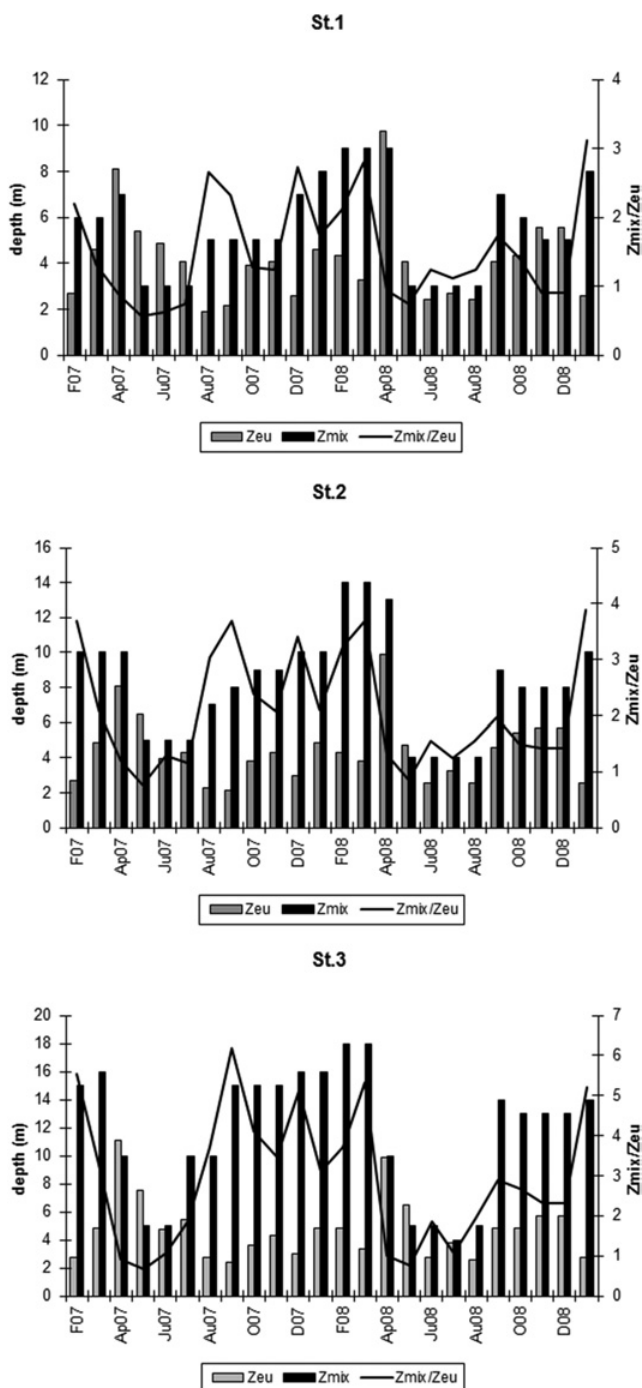 St.1
12 10 8 6 4 2 0
depth (m)
4 3 2 1 0
Zmix/Zeu
F07 Ap07 Ju07 Au07 O07 D07 F08 Ap08 Ju08 Au08 O08 D08
Zeu Zmix Zmix/Zeu
St.2
16 14 12 10 8 6 4 2 0
depth (m)
5 4 3 2 1 0
Zmix/Zeu
F07 Ap07 Ju07 Au07 O07 D07 F08 Ap08 Ju08 Au08 O08 D08
Zeu Zmix Zmix/Zeu
St.3
20 18 16 14 12 10 8 6 4 2 0
depth (m)
7 6 5 4 3 2 1 0
Zmix/Zeu
F07 Ap07 Ju07 Au07 O07 D07 F08 Ap08 Ju08 Au08 O08 D08
Zeu Zmix Zmix/Zeu